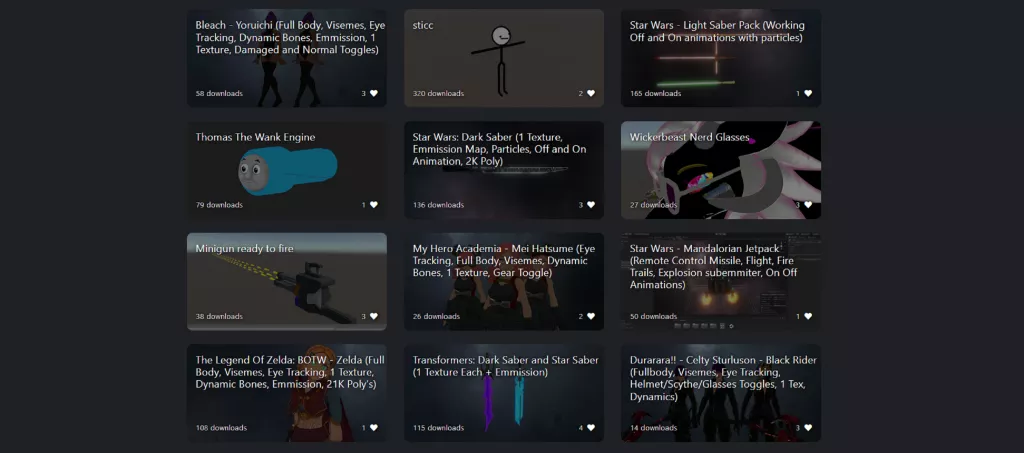 Bleach - Yoruichi (Full Body, Visemes, Eye
Tracking, Dynamic Bones, Emmission, 1
Texture, Damaged and Normal Toggles)
58 downloads
3
sticc
320 downloads
2
Star Wars - Light Saber Pack (Working
Off and On animations with particles)
165 downloads
1
Thomas The Wank Engine
79 downloads
1
Star Wars: Dark Saber (1 Texture,
Emmission Map, Particles, Off and On
Animation, 2K Poly)
136 downloads
3
Wickerbeast Nerd Glasses
27 downloads
3
Minigun ready to fire
38 downloads
3
My Hero Academia - Mei Hatsume (Eye
Tracking, Full Body, Visemes, Dynamic
Bones, 1 Texture, Gear Toggle)
26 downloads
2
Star Wars - Mandalorian Jetpack
(Remote Control Missile, Flight, Fire
Trails, Explosion subemmiter, On Off
Animations)
50 downloads
1
The Legend Of Zelda: BOTW - Zelda (Full
Body, Visemes, Eye Tracking, 1 Texture,
Dynamic Bones, Emmission, 21K Poly's)
108 downloads
1
Transformers: Dark Saber and Star Saber
(1 Texture Each + Emmission)
115 downloads
4
Durarara!! - Celty Sturluson - Black Rider
(Fullbody, Visemes, Eye Tracking,
Helmet/Scythe/Glasses Toggles, 1 Tex,
Dynamics)
14 downloads
3